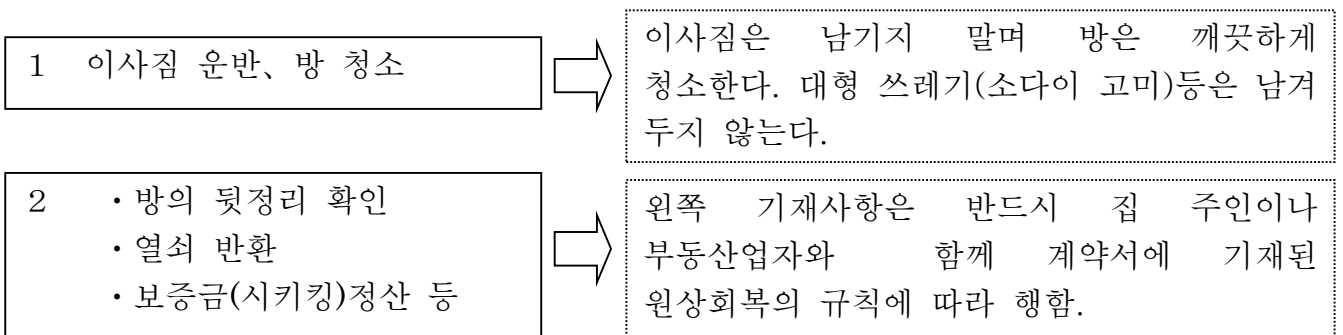 1 이사짐 운반、방 청소
이사짐은 남기지 말며 방은 깨끗하게
청소한다. 대형 쓰레기(소다이 고미)등은 남겨
두지 않는다.
2 ・방의 뒷정리 확인
・열쇠 반환
・보증금(시키킹)정산 등
왼쪽 기재사항은 반드시 집 주인이나
부동산업자와 함께 계약서에 기재된
원상회복의 규칙에 따라 행함.